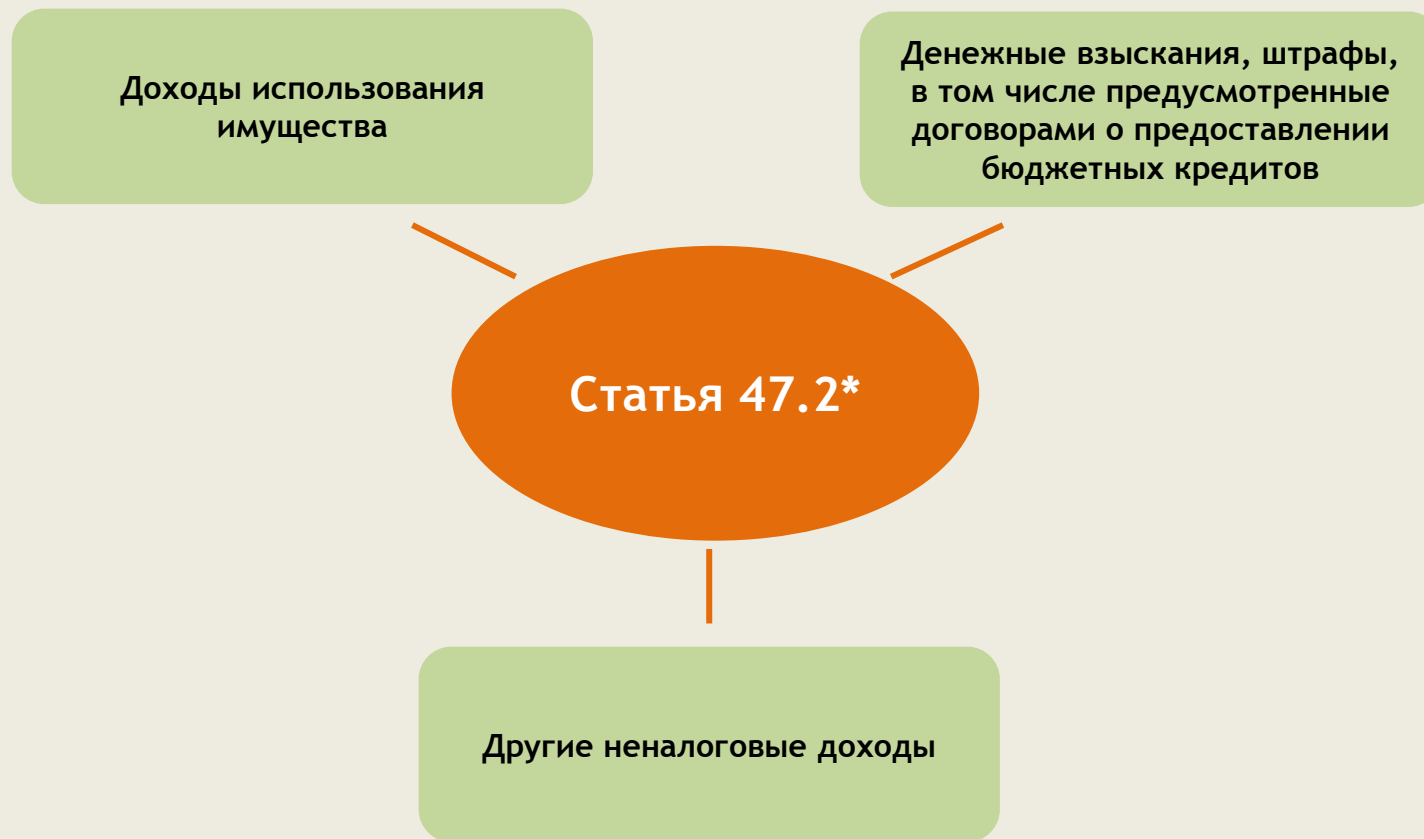 Доходы использования
имущества
Денежные взыскания, штрафы,
в том числе предусмотренные
договорами о предоставлении
бюджетных кредитов
Статья 47.2*
Другие неналоговые доходы